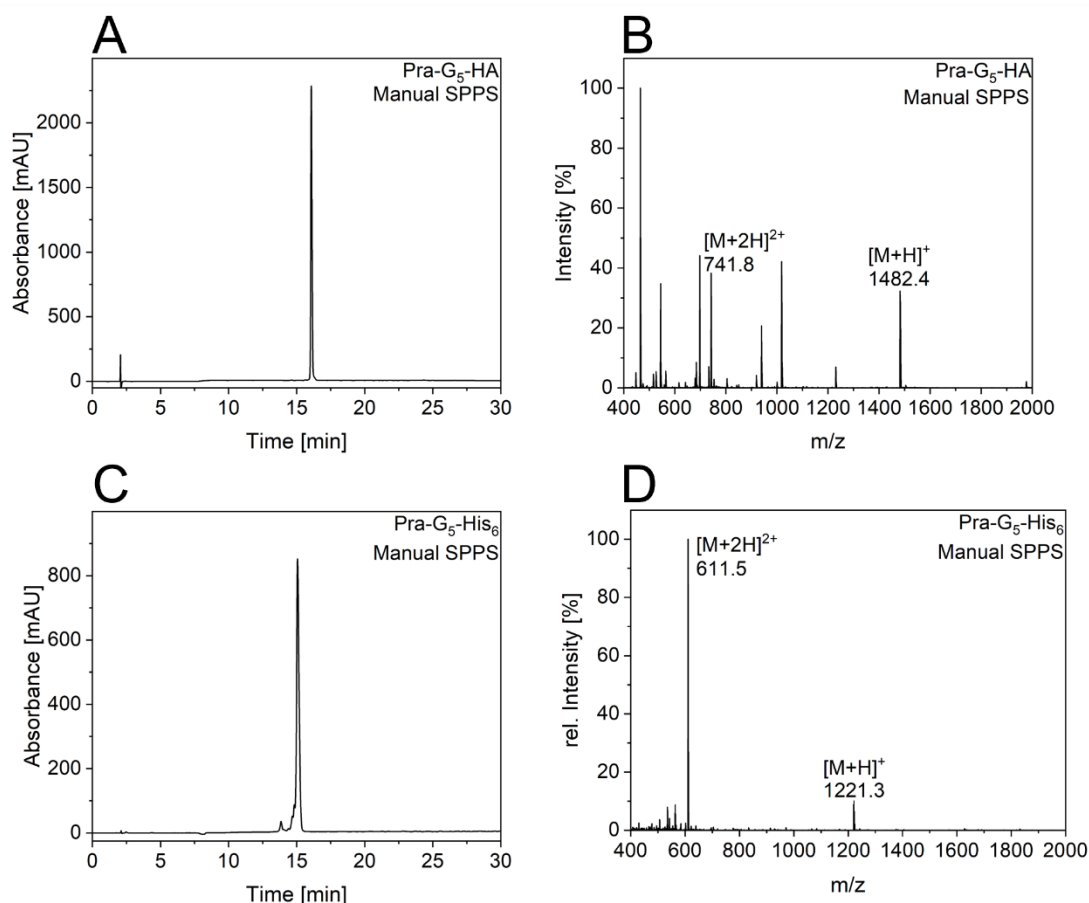 A
Pra-G₅-HA
Manual SPPS
Absorbance [mAU]
2000
1500
1000
500
0
0 5 10 15 20 25 30
Time [min]
B
Pra-G₅-HA
Manual SPPS
Intensity [%]
100
80
60
40
20
0
[M+2H]²⁺
741.8
[M+H]⁺
1482.4
400 600 800 1000 1200 1400 1600 1800 2000
m/z
C
Pra-G₅-His₆
Manual SPPS
Absorbance [mAU]
800
600
400
200
0
0 5 10 15 20 25 30
Time [min]
D
Pra-G₅-His₆
Manual SPPS
rel. Intensity [%]
100
80
60
40
20
0
[M+2H]²⁺
611.5
[M+H]⁺
1221.3
400 600 800 1000 1200 1400 1600 1800 2000
m/z